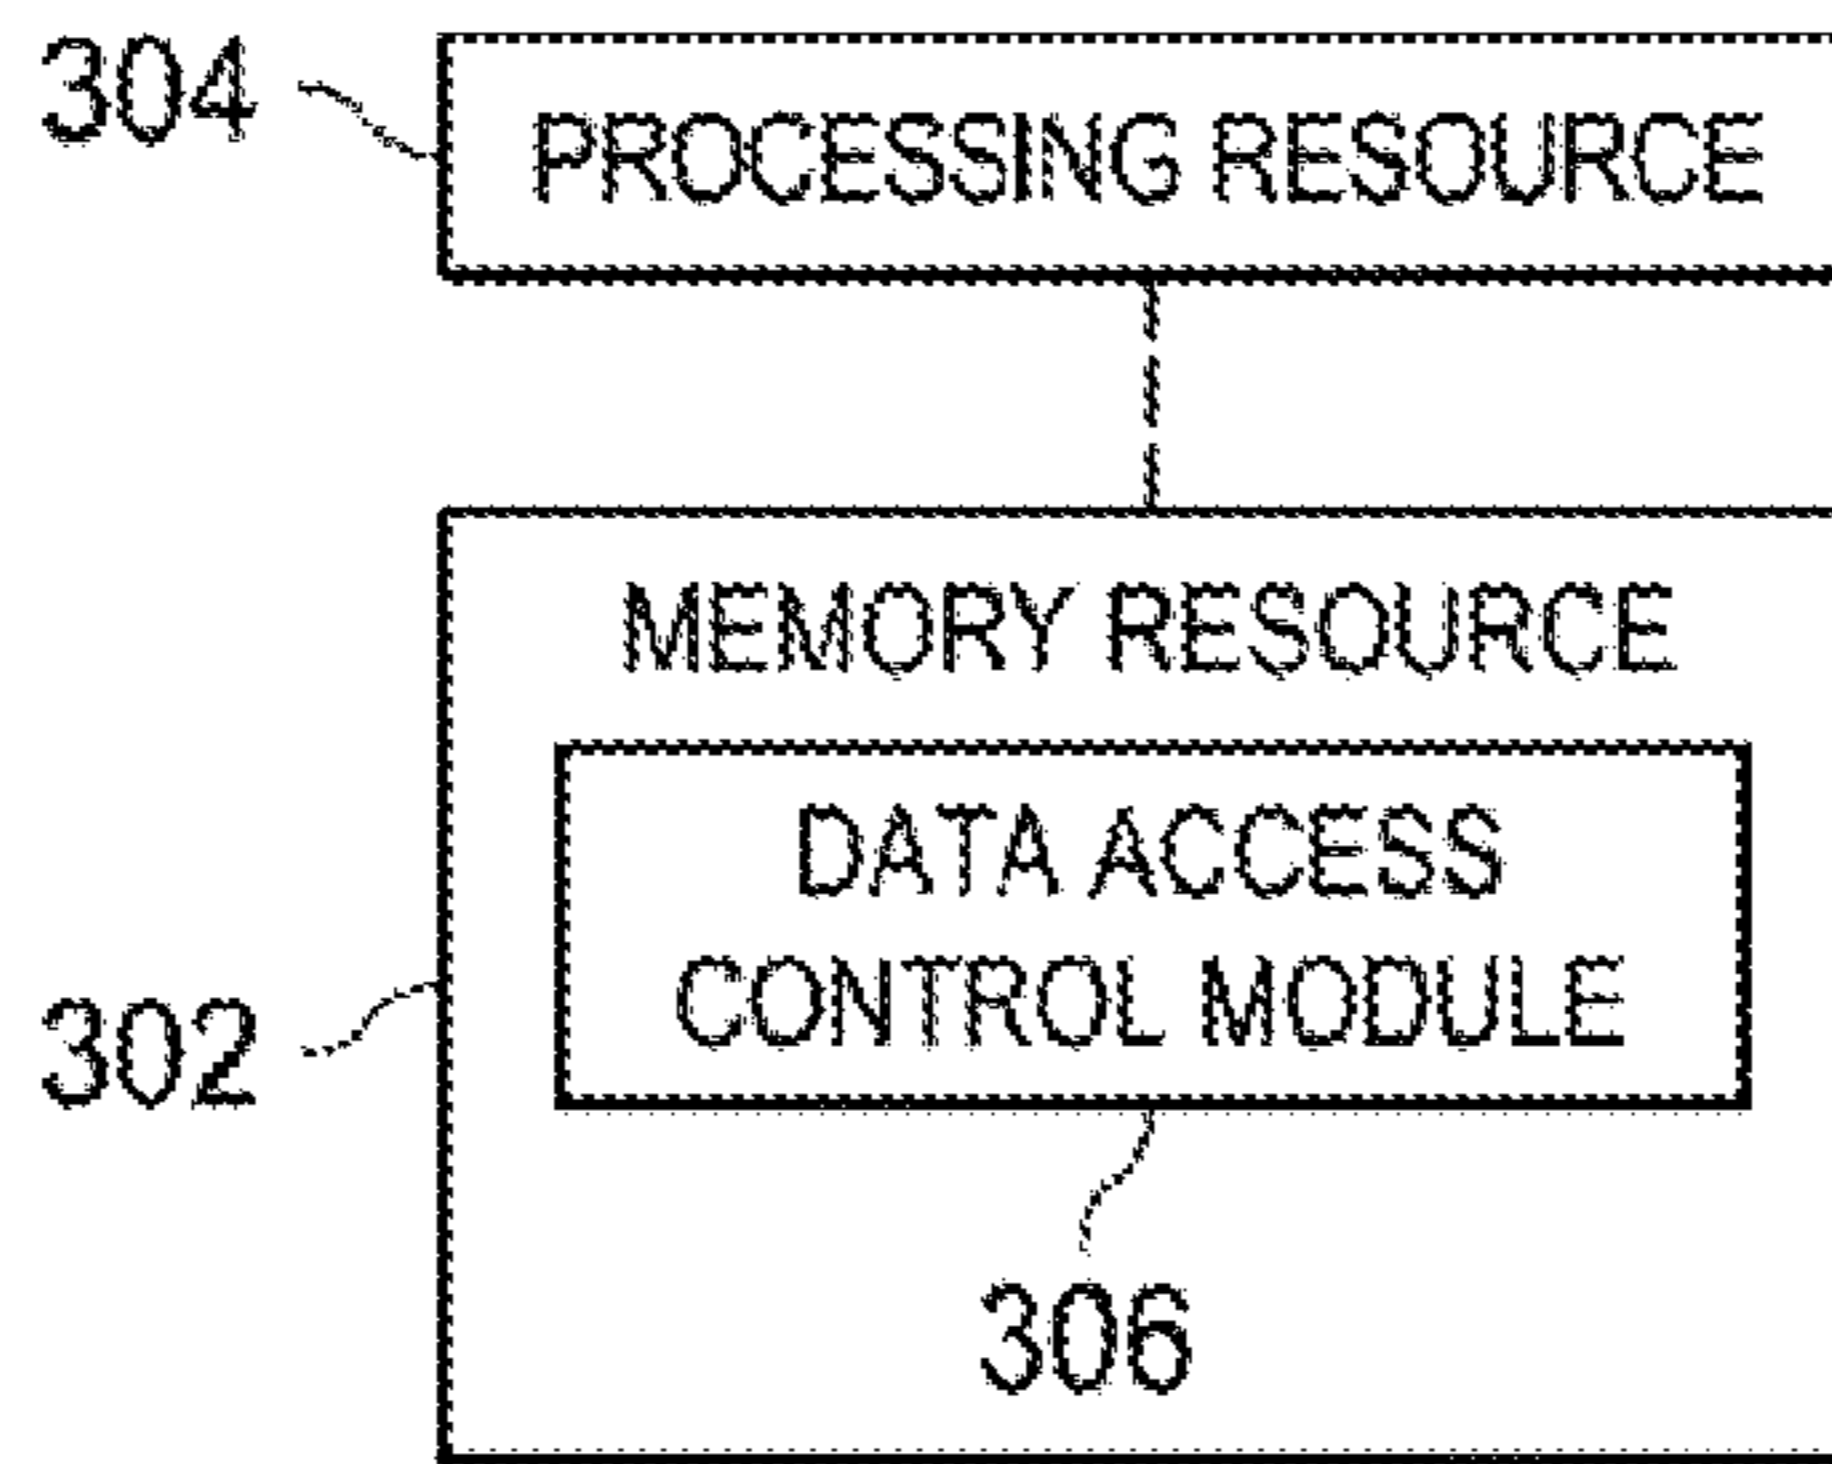 304
PROCESSING RESOURCE
MEMORY RESOURCE
DATA ACCESS
CONTROL MODULE
302
306